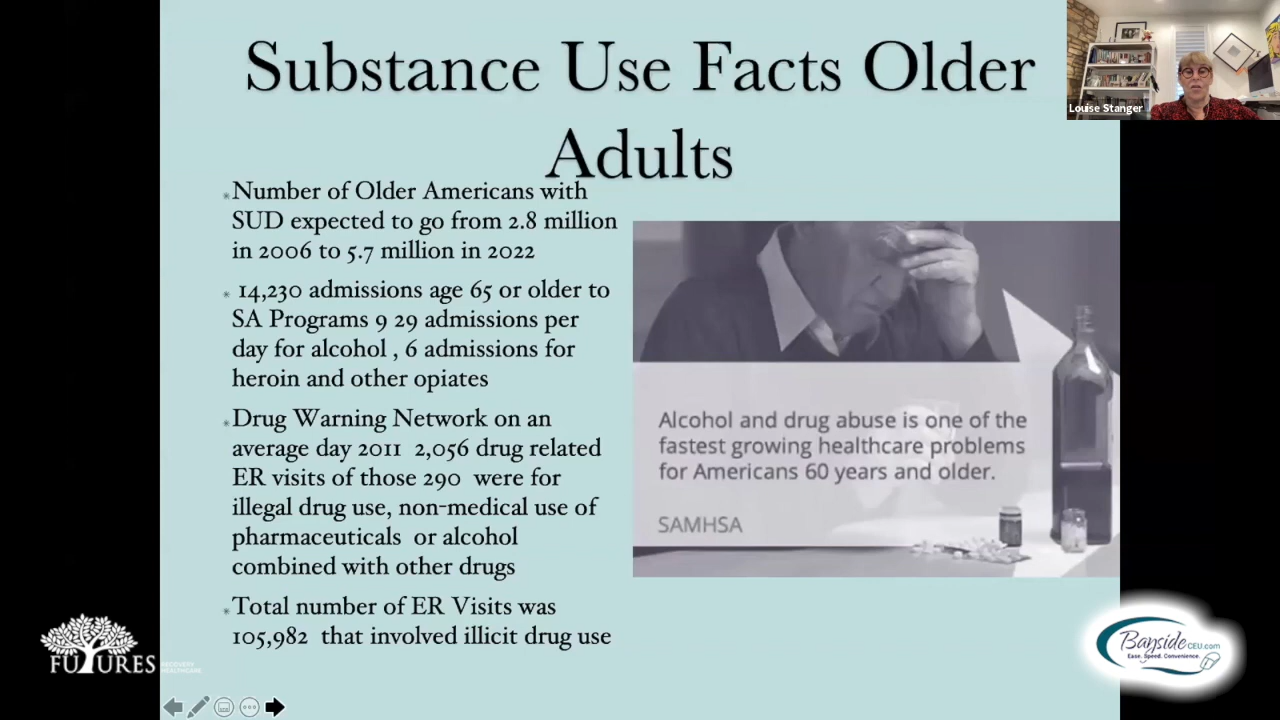 Substance Use Facts Older
Adults
Louise Stanger
*Number of Older Americans with
SUD expected to go from 2.8 million
in 2006 to 5.7 million in 2022
* 14,230 admissions age 65 or older to
SA Programs 9 29 admissions per
day for alcohol , 6 admissions for
heroin and other opiates
*Drug Warning Network on an
average day 2011 2,056 drug related
ER visits of those 290 were for
illegal drug use, non-medical use of
pharmaceuticals or alcohol
combined with other drugs
*Total number of ER Visits was
105,982 that involved illicit drug use
Alcohol and drug abuse is one of the
fastest growing healthcare problems
for Americans 60 years and older.
SAMHSA
FUTURES
RECOVERY
HEALTHCARE
BaysideCEU.com
Ease. Speed. Convenience.